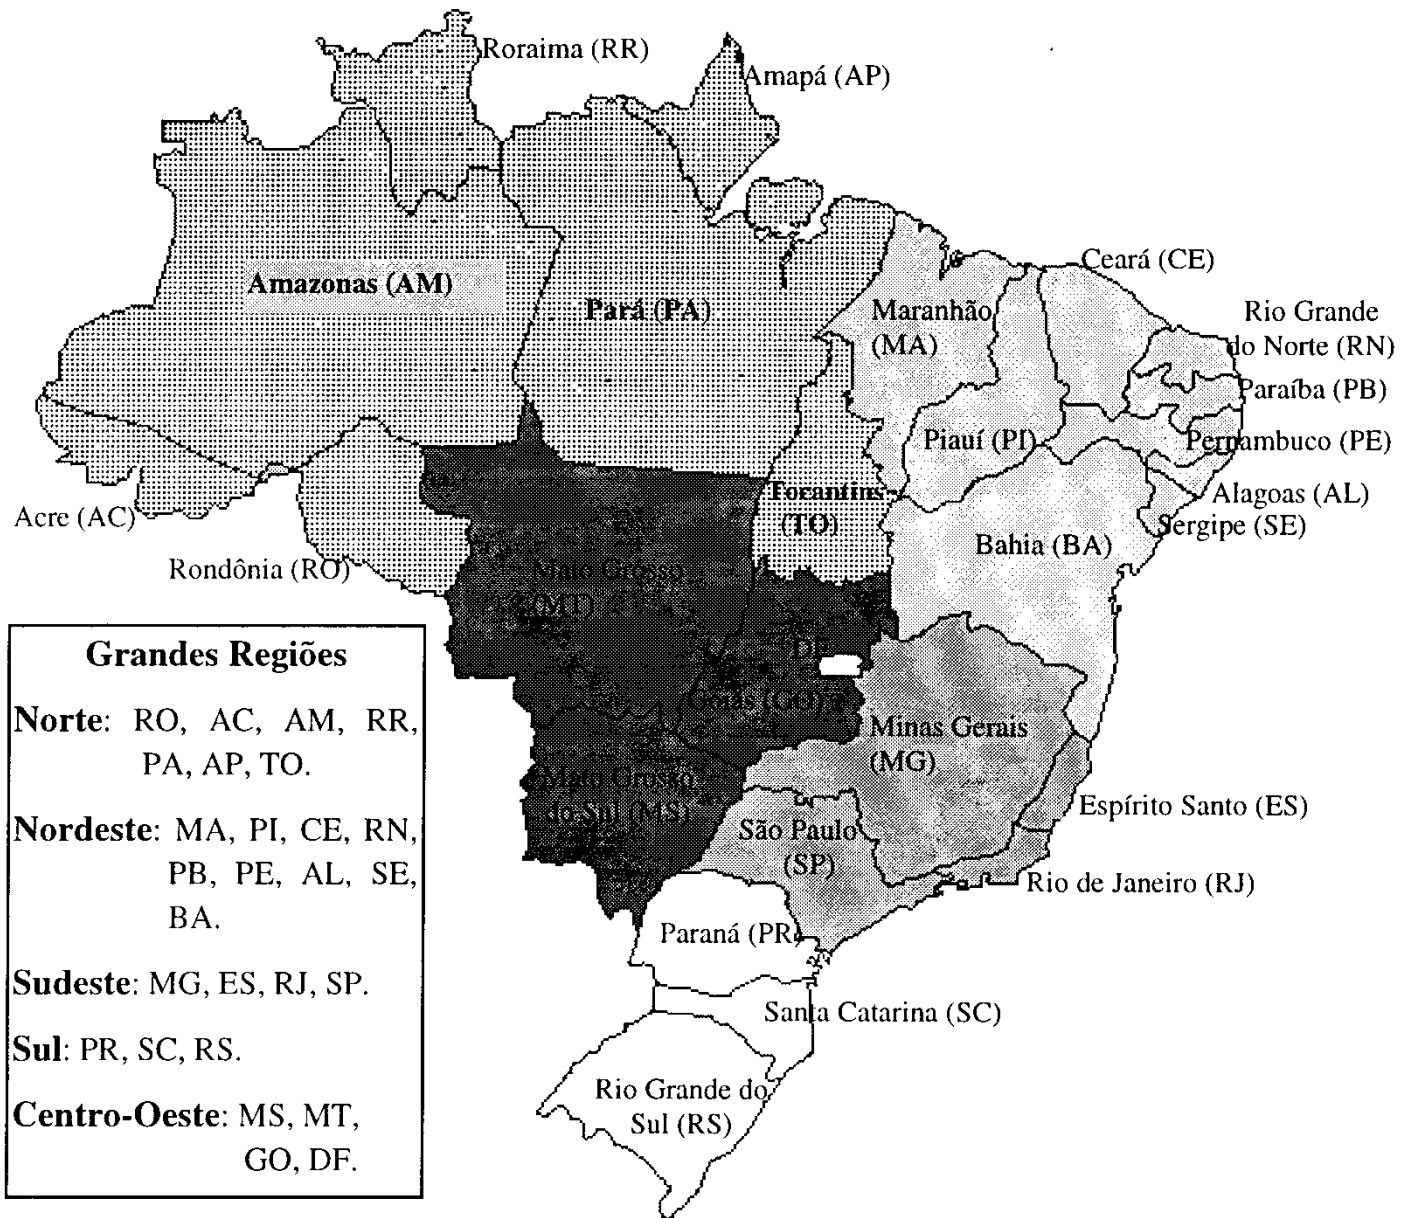 Roraima (RR)
Amapá (AP)
Amazonas (AM)
Pará (PA)
Maranhão
(MA)
Ceará (CE)
Rio Grande
do Norte (RN)
Paraíba (PB)
Piauí (PI)
Pernambuco (PE)
Alagoas (AL)
Sergipe (SE)
Tocantins
(TO)
Bahia (BA)
Acre (AC)
Rondônia (RO)
Mato Grosso
(MT)
DF
Goiás (GO)
Minas Gerais
(MG)
Mato Grosso
do Sul (MS)
Espírito Santo (ES)
São Paulo
(SP)
Rio de Janeiro (RJ)
Paraná (PR)
Santa Catarina (SC)
Rio Grande do
Sul (RS)
Grandes Regiões
Norte: RO, AC, AM, RR,
PA, AP, TO.
Nordeste: MA, PI, CE, RN,
PB, PE, AL, SE,
BA.
Sudeste: MG, ES, RJ, SP.
Sul: PR, SC, RS.
Centro-Oeste: MS, MT,
GO, DF.